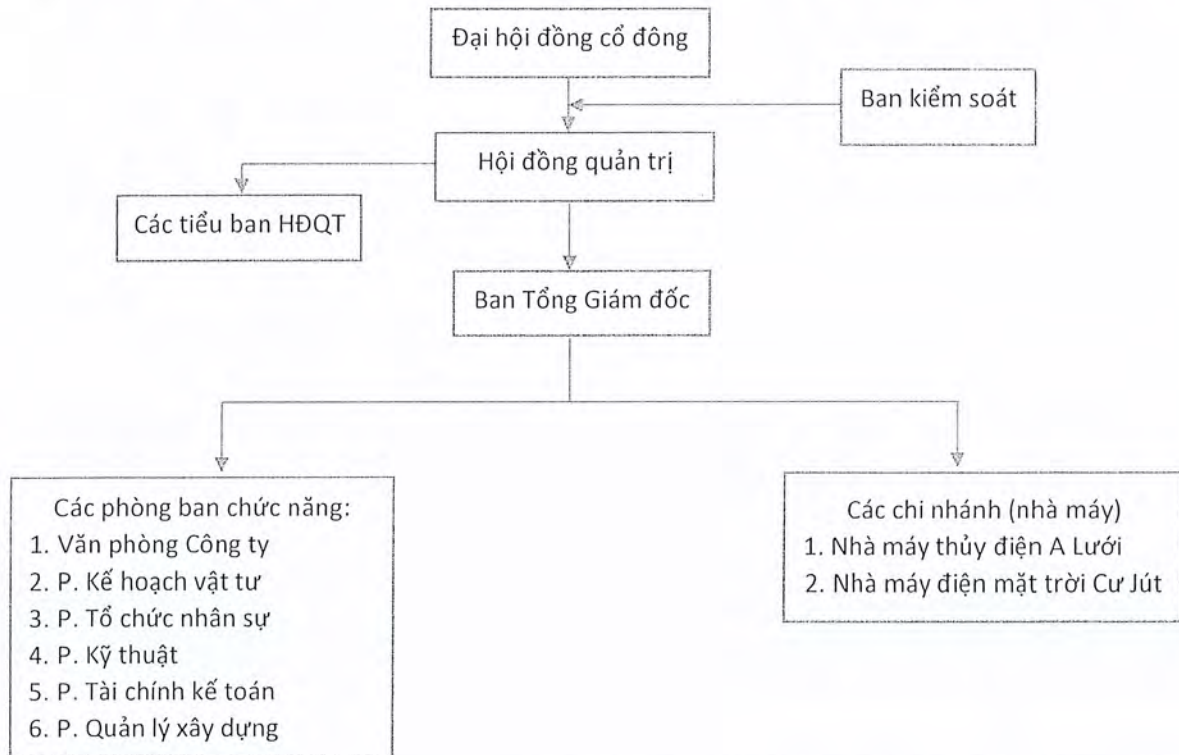 Đại hội đồng cổ đông
Ban kiểm soát
Hội đồng quản trị
Các tiểu ban HĐQT
Ban Tổng Giám đốc
Các phòng ban chức năng:
1. Văn phòng Công ty
2. P. Kế hoạch vật tư
3. P. Tổ chức nhân sự
4. P. Kỹ thuật
5. P. Tài chính kế toán
6. P. Quản lý xây dựng
Các chi nhánh (nhà máy)
1. Nhà máy thủy điện A Lưới
2. Nhà máy điện mặt trời Cư Jút